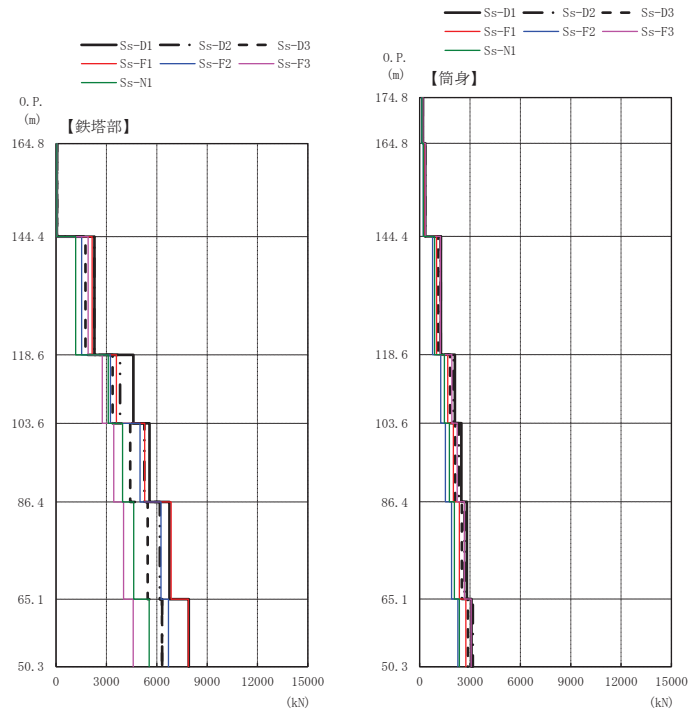 Ss-D1 Ss-D2 Ss-D3
Ss-F1 Ss-F2 Ss-F3
Ss-N1
O.P.
(m)
【鉄塔部】
164.8
144.4
118.6
103.6
86.4
65.1
50.3
0 3000 6000 9000 12000 15000
(kN)
Ss-D1 Ss-D2 Ss-D3
Ss-F1 Ss-F2 Ss-F3
Ss-N1
O.P.
(m)
【筒身】
174.8
164.8
144.4
118.6
103.6
86.4
65.1
50.3
0 3000 6000 9000 12000 15000
(kN)